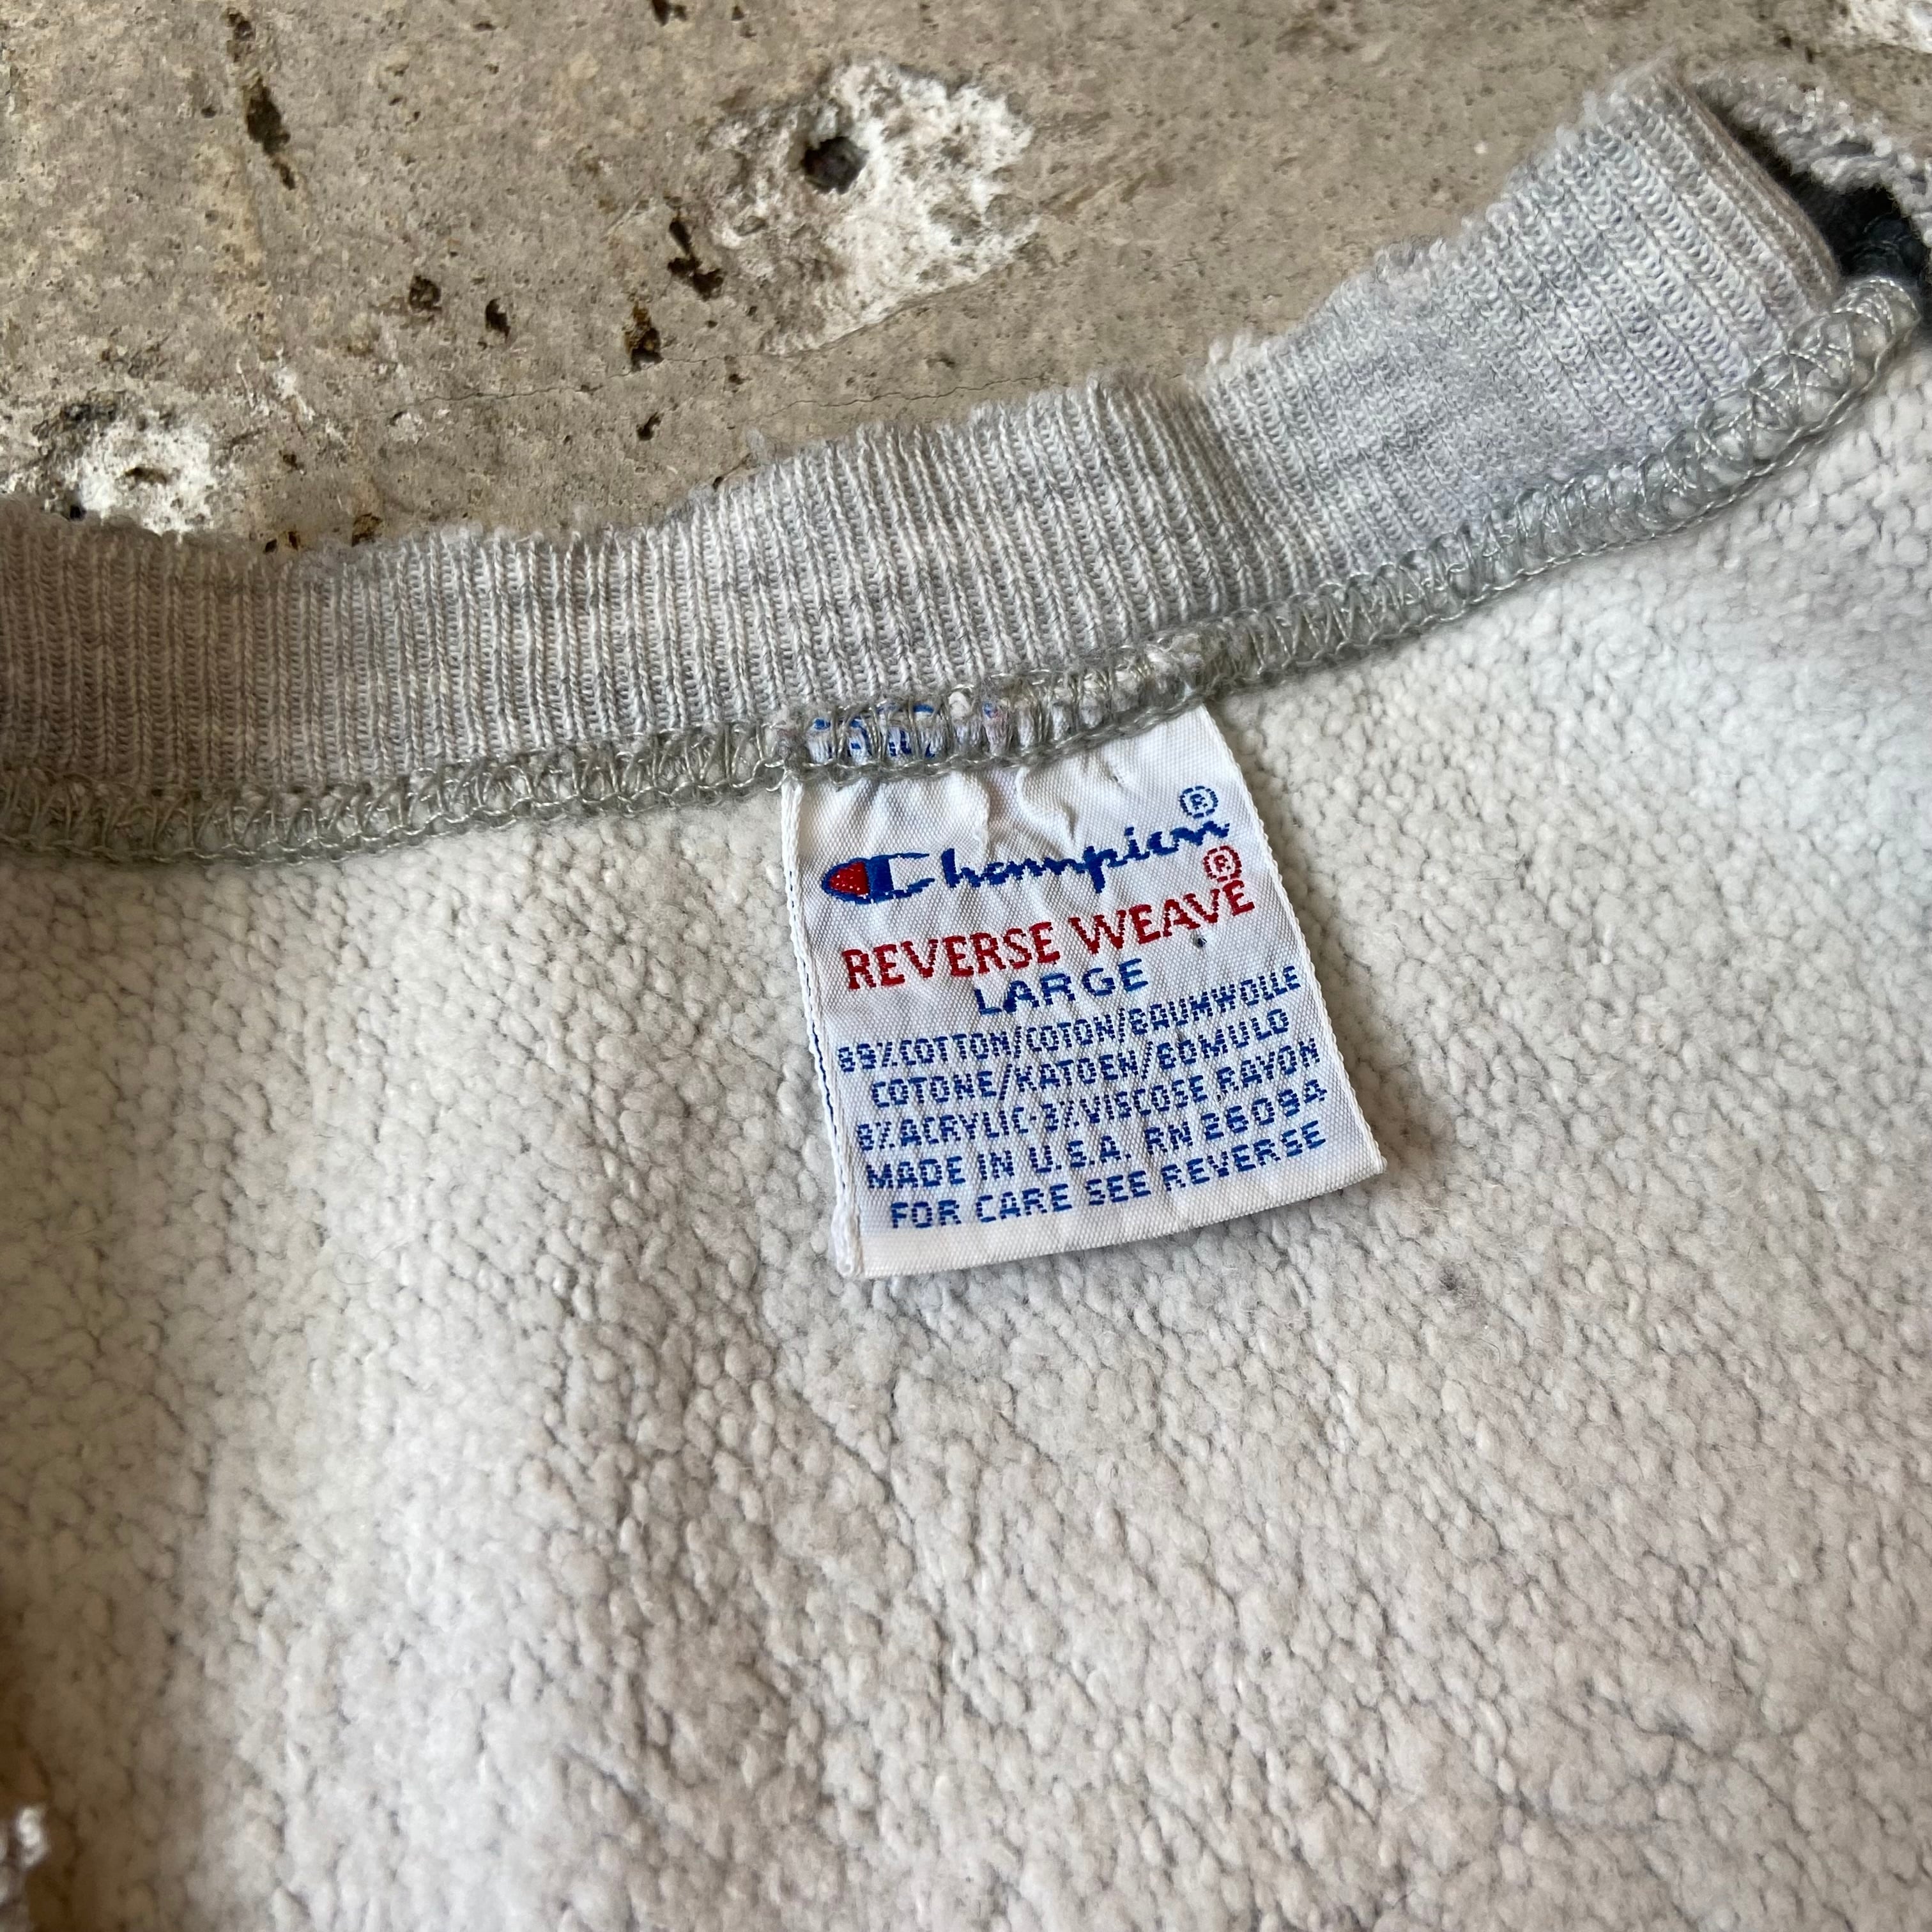 Champion®
REVERSE WEAVE®
LARGE
89%COTTON/COTON/BAUMWOLLE
COTONE/KATOEN/BOMULD
8%ACRYLIC-3%VISCOSE RAYON
MADE IN U.S.A. RN 26094
FOR CARE SEE REVERSE